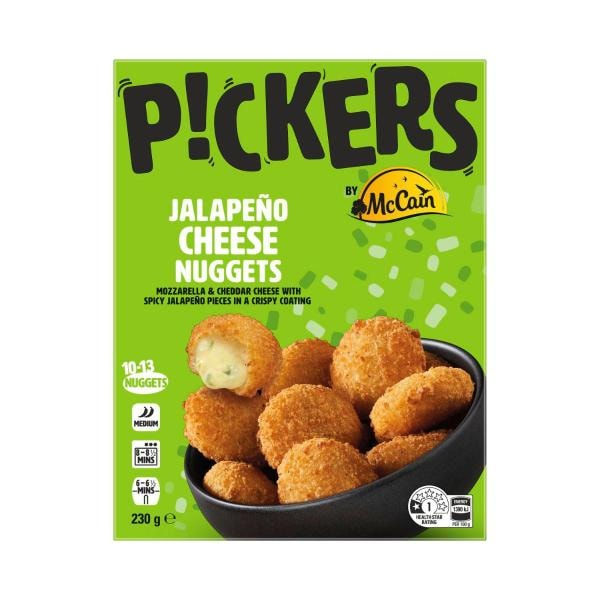 P!CKERS
BY McCain
JALAPEÑO
CHEESE
NUGGETS
MOZZARELLA & CHEDDAR CHEESE WITH
SPICY JALAPEÑO PIECES IN A CRISPY COATING
10-13
NUGGETS
MEDIUM
8-8½
MINS
6-6½
MINS
230 g ℮
1
HEALTH STAR
RATING
ENERGY
1390 kJ
PER 100 g